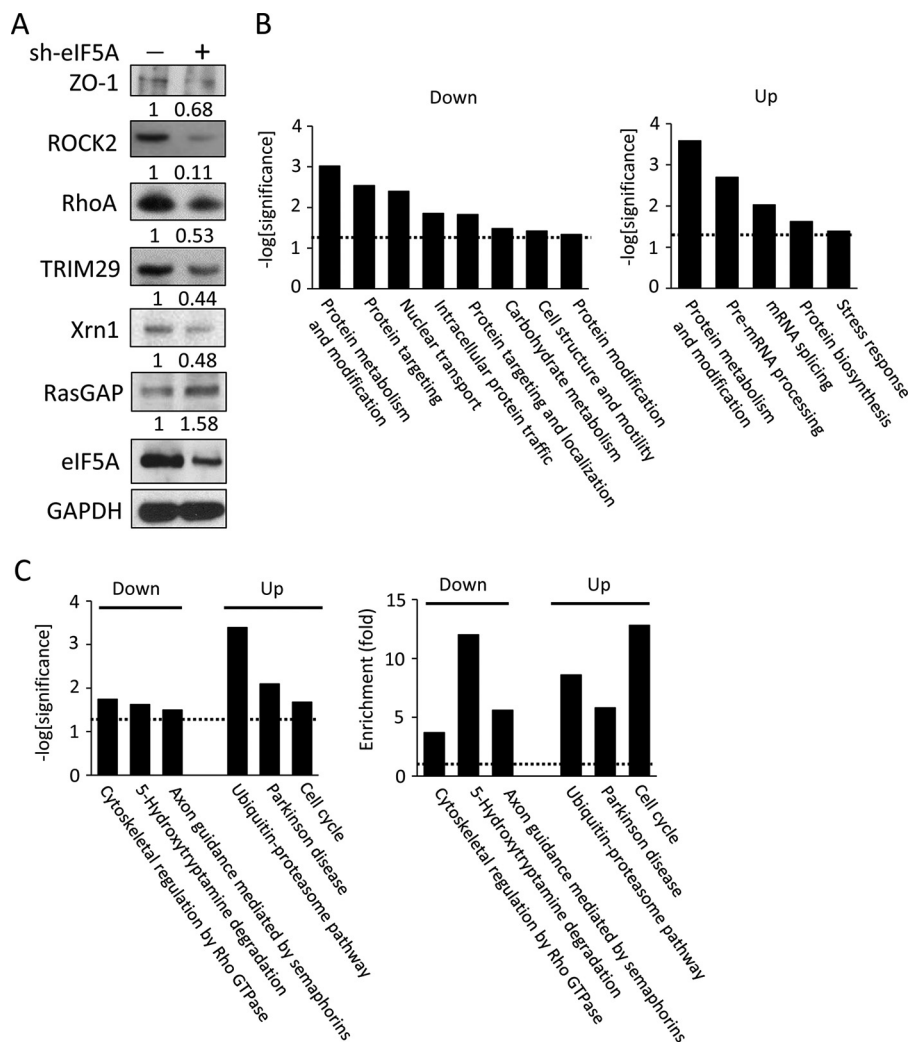 A
sh-eIF5A — +
ZO-1
1 0.68
ROCK2
1 0.11
RhoA
1 0.53
TRIM29
1 0.44
Xrn1
1 0.48
RasGAP
1 1.58
eIF5A
GAPDH
B
Down
-log[significance]
4
3
2
1
0
Protein metabolism
and modification
Protein targeting
Nuclear transport
Intracellular protein traffic
Protein targeting and localization
Carbohydrate metabolism
Cell structure and motility
Protein modification
Up
-log[significance]
4
3
2
1
0
Protein metabolism
and modification
Pre-mRNA processing
mRNA splicing
Protein biosynthesis
Stress response
C
Down Up
-log[significance]
4
3
2
1
0
Cytoskeletal regulation by Rho GTPase
5-Hydroxytryptamine degradation
Axon guidance mediated by semaphorins
Ubiquitin-proteasome pathway
Parkinson disease
Cell cycle
Down Up
Enrichment (fold)
15
10
5
0
Cytoskeletal regulation by Rho GTPase
5-Hydroxytryptamine degradation
Axon guidance mediated by semaphorins
Ubiquitin-proteasome pathway
Parkinson disease
Cell cycle